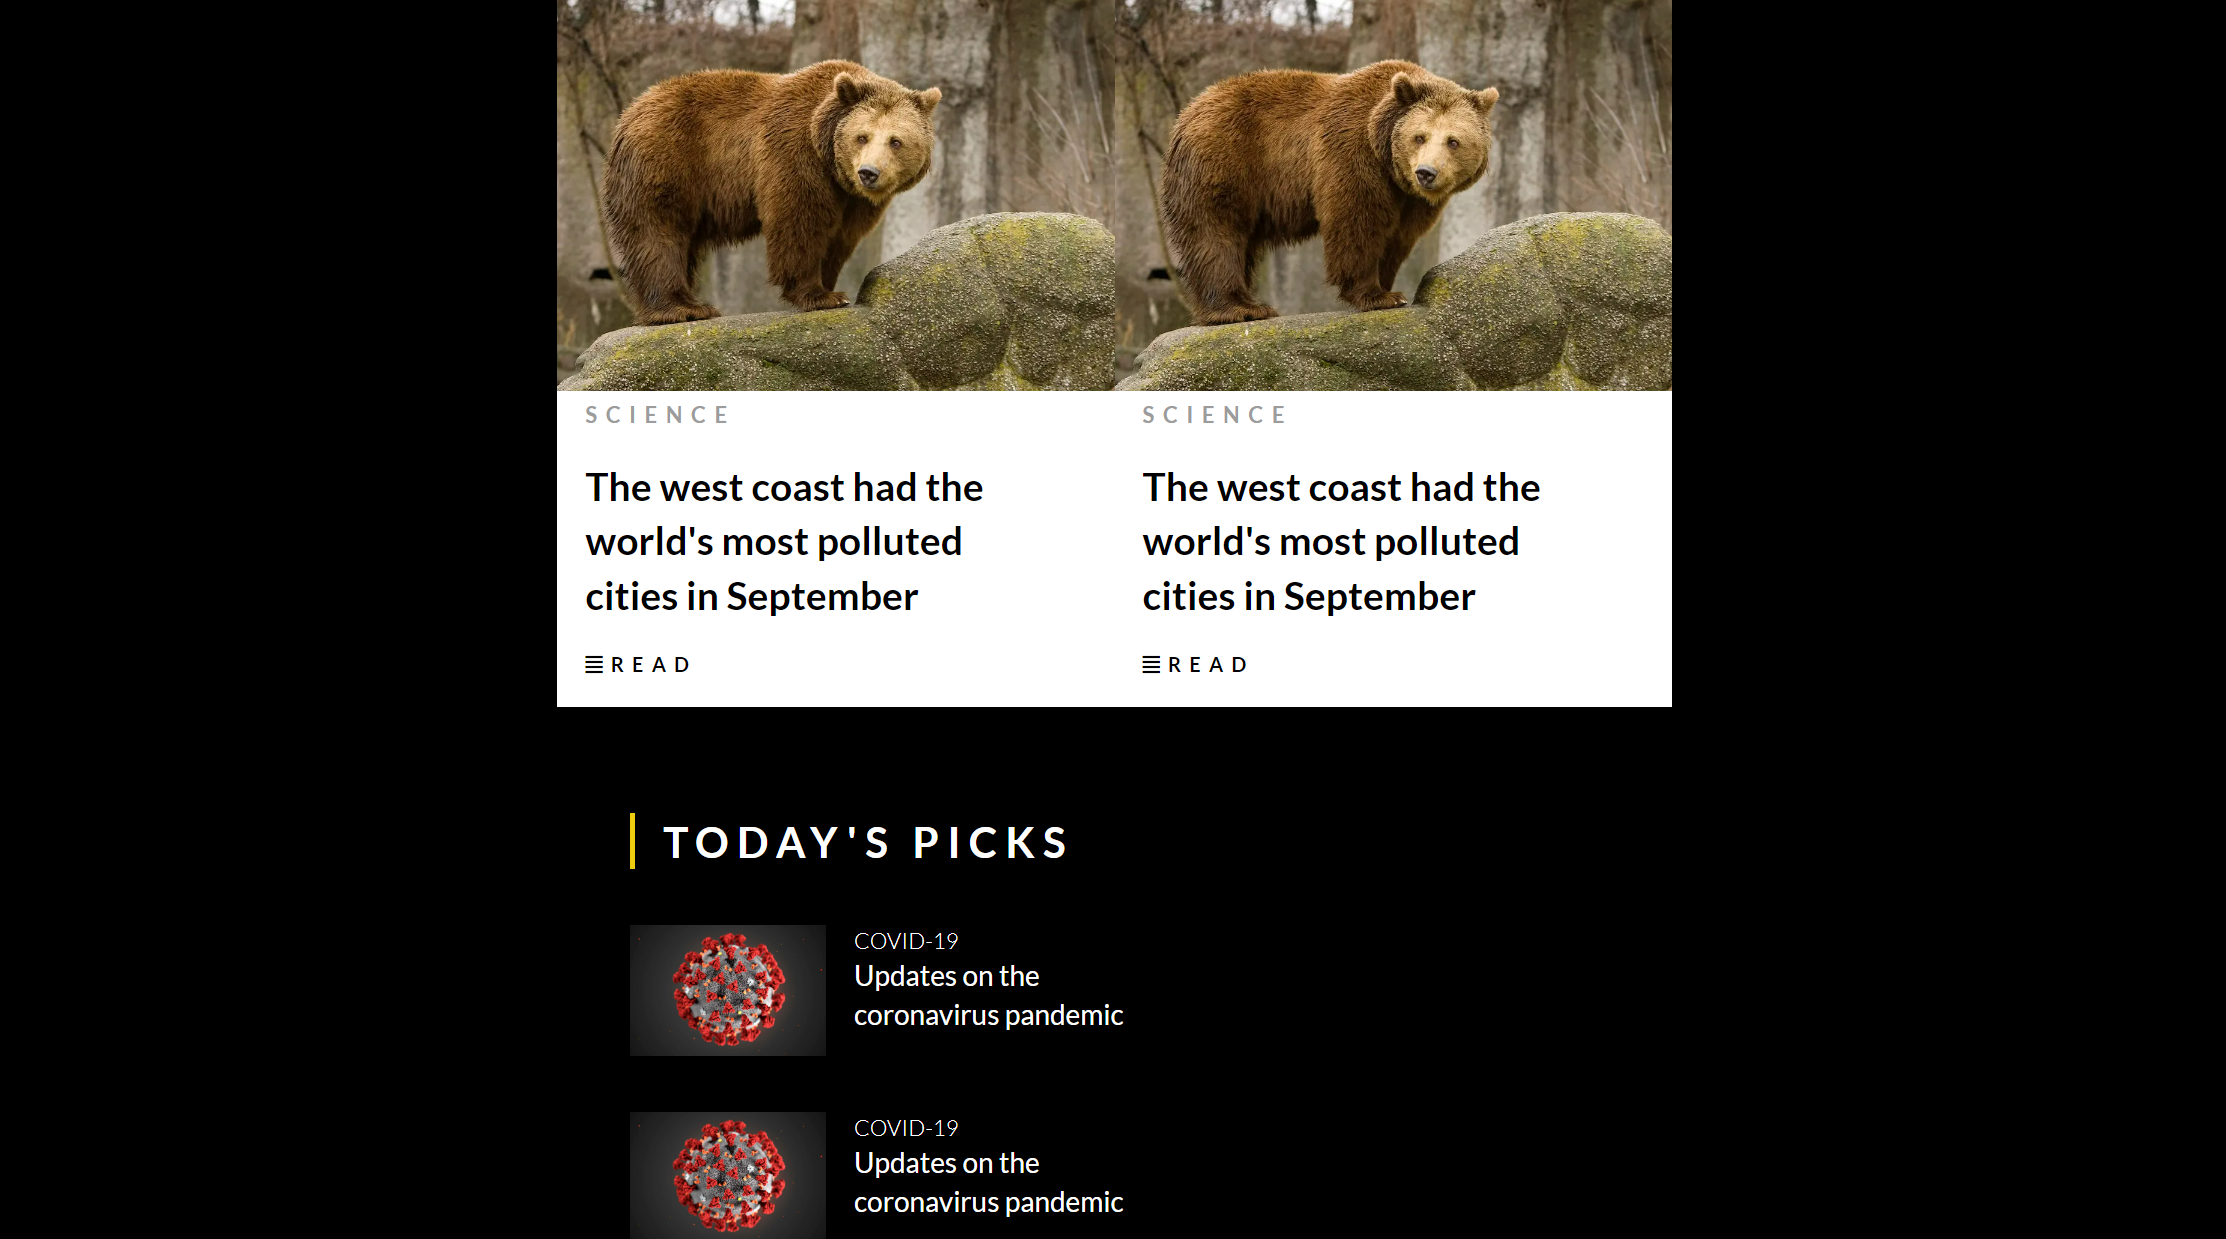 SCIENCE
The west coast had the
world's most polluted
cities in September
READ
SCIENCE
The west coast had the
world's most polluted
cities in September
READ
TODAY'S PICKS
COVID-19
Updates on the
coronavirus pandemic
COVID-19
Updates on the
coronavirus pandemic